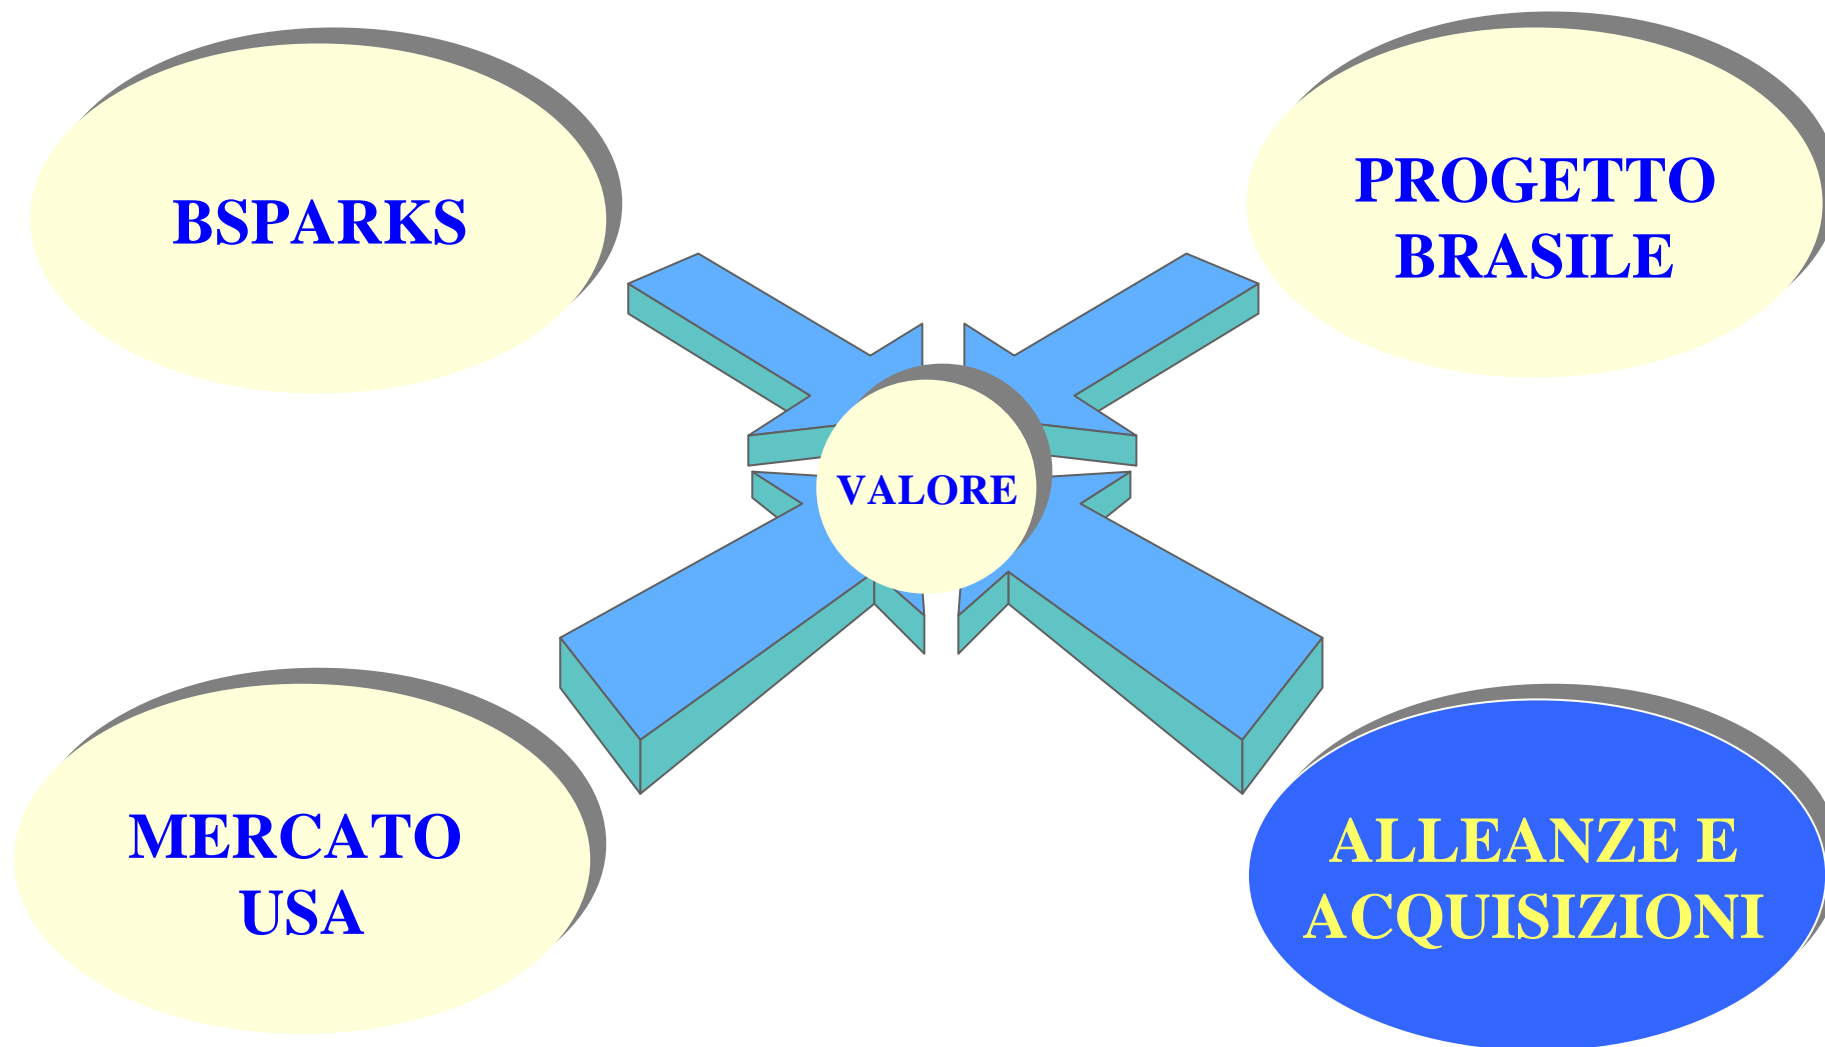 BSPARKS
PROGETTO
BRASILE
VALORE
MERCATO
USA
ALLEANZE E
ACQUISIZIONI